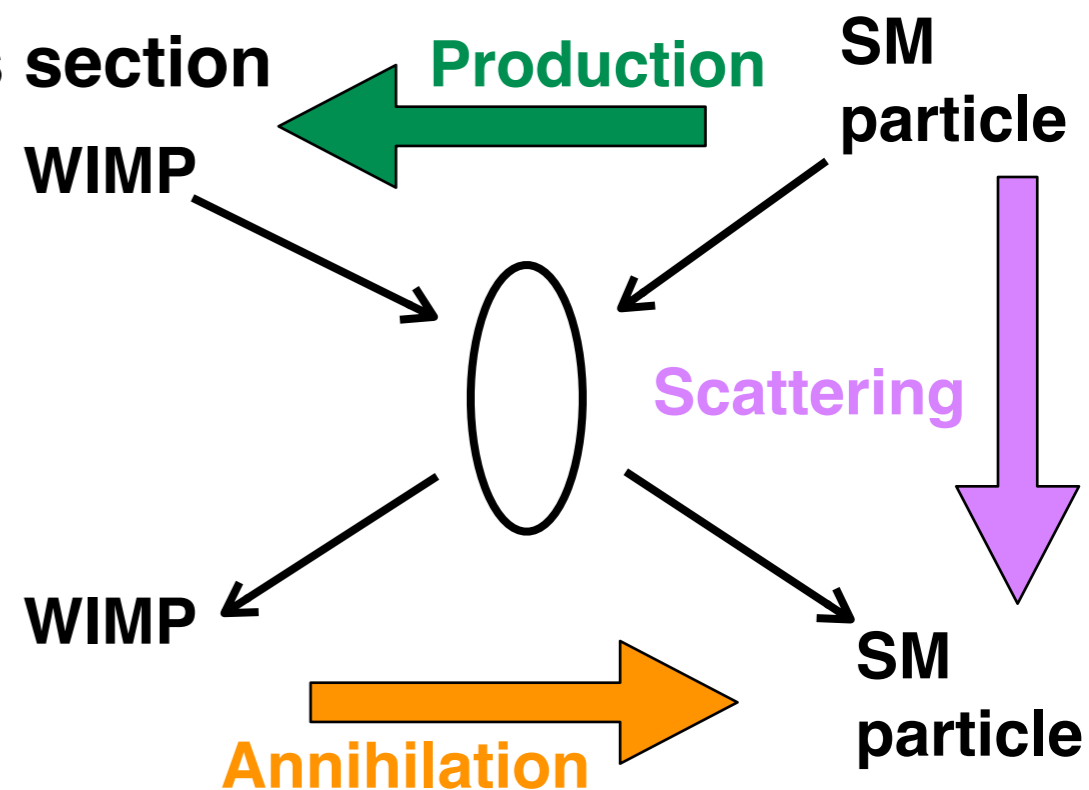 section
Production
SM
particle
WIMP
Scattering
WIMP
SM
particle
Annihilation